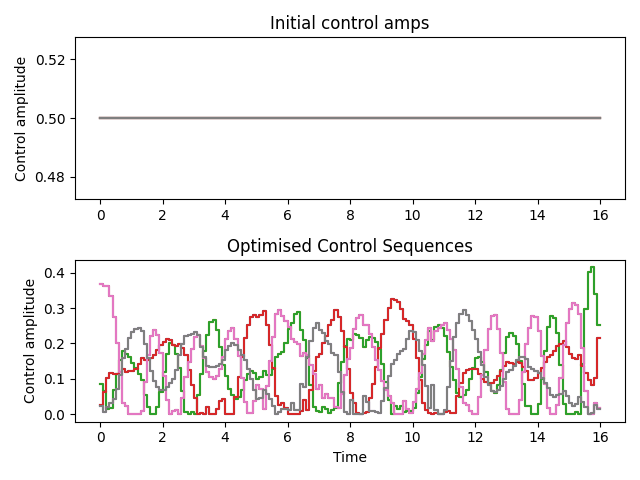 Initial control amps
Control amplitude
0.52
0.50
0.48
0 2 4 6 8 10 12 14 16
Optimised Control Sequences
Control amplitude
0.4
0.3
0.2
0.1
0.0
0 2 4 6 8 10 12 14 16
Time